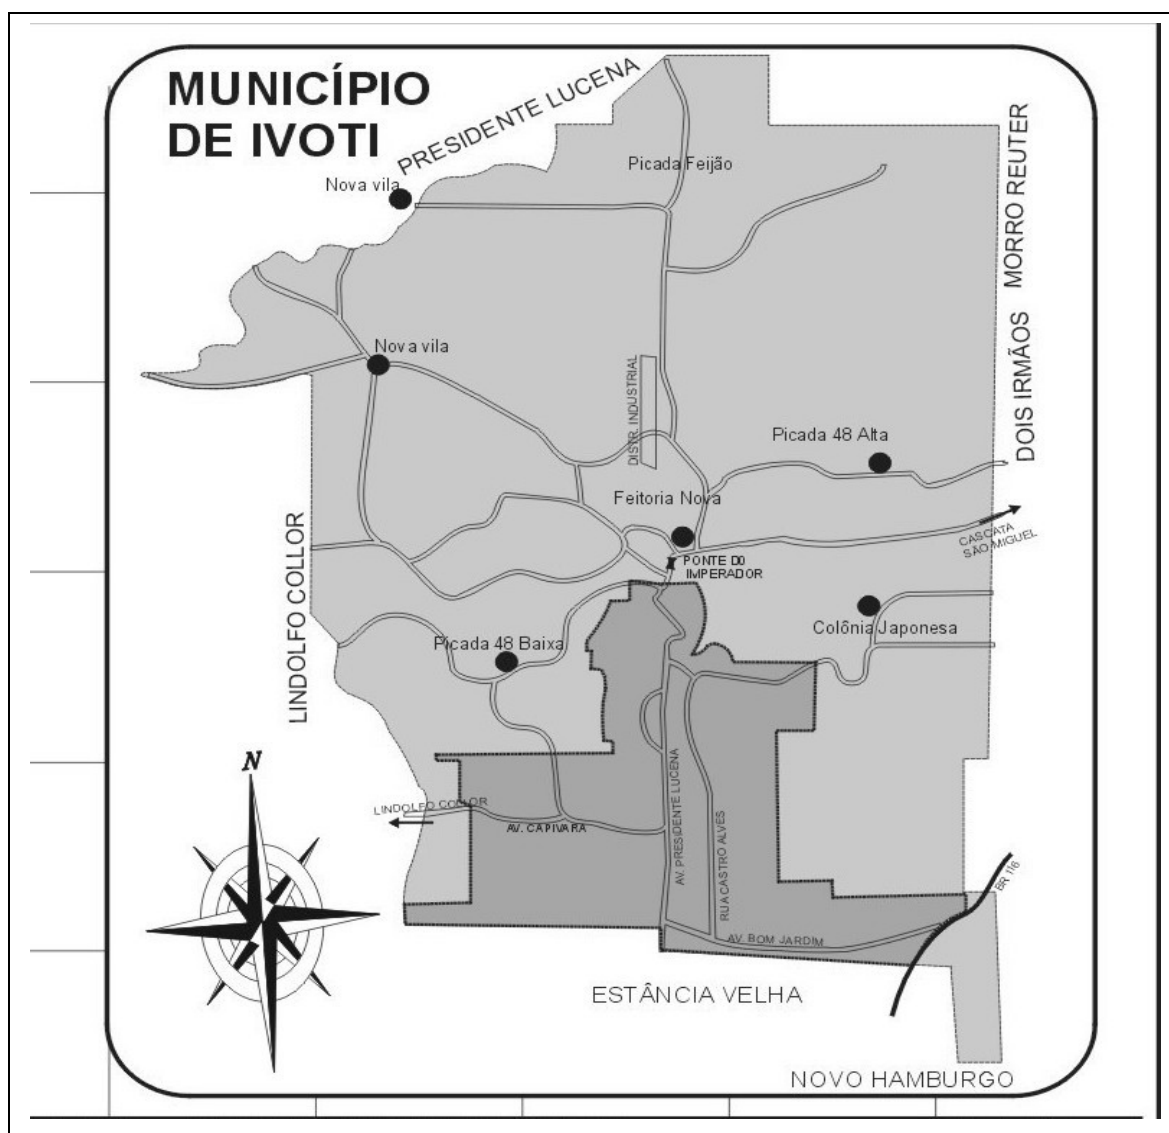 MUNICÍPIO
DE IVOTI
PRESIDENTE LUCENA
Nova vila
Picada Feijão
MORRO REUTER
DOIS IRMÃOS
Nova vila
DISTR. INDUSTRIAL
Picada 48 Alta
Feitoria Nova
CASCATA
SÃO MIGUEL
PONTE DO
IMPERADOR
LINDOLFO COLLOR
Colônia Japonesa
Picada 48 Baixa
N
LINDOLFO COLLOR
AV. CAPIVARA
AV. PRESIDENTE LUCENA
RUA CASTRO ALVES
BR 116
AV. BOM JARDIM
ESTÂNCIA VELHA
NOVO HAMBURGO